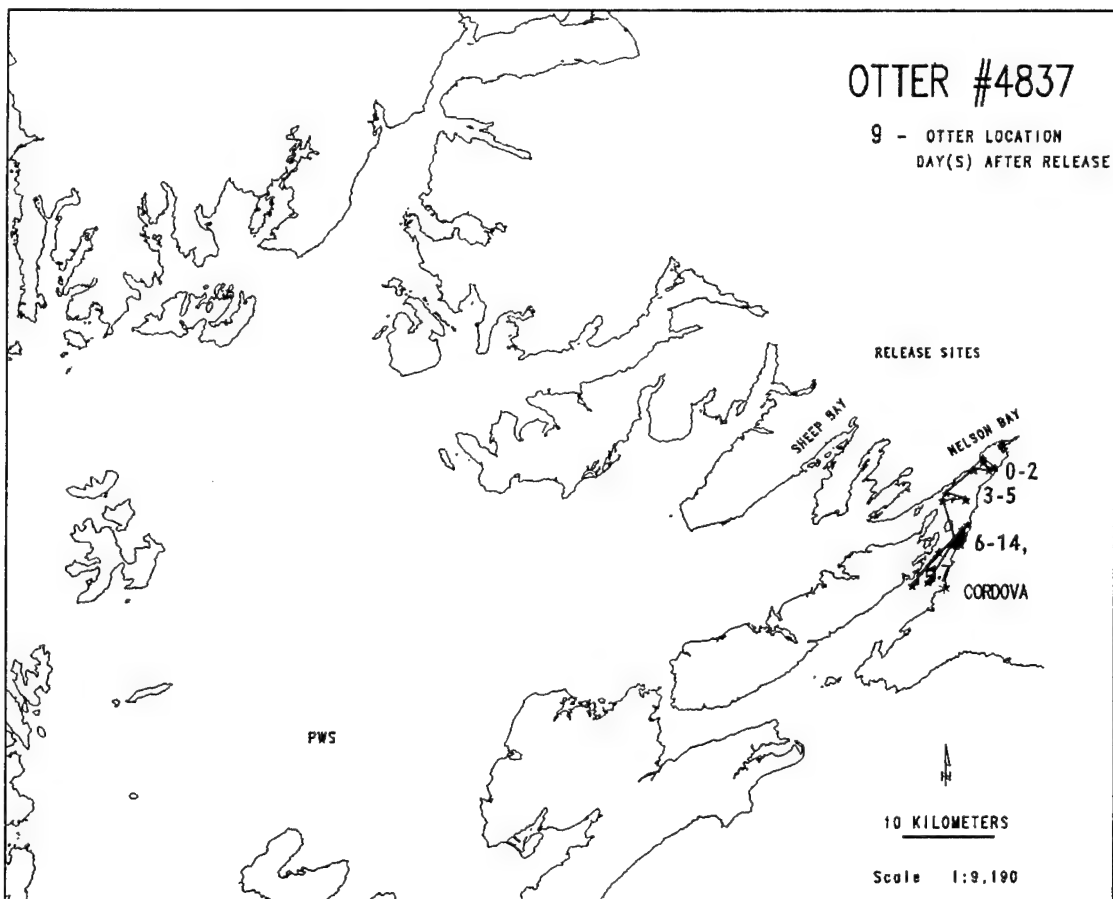 OTTER #4837
9 - OTTER LOCATION
DAY(S) AFTER RELEASE
RELEASE SITES
SHEEP BAY
NELSON BAY
0-2
3-5
6-14,
CORDOVA
PWS
N
10 KILOMETERS
Scale 1:9,190